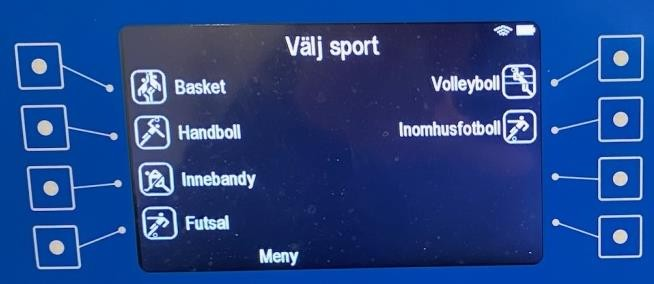 Välj sport
Basket
Volleyboll
Handboll
Inomhusfotboll
Innebandy
Futsal
Meny